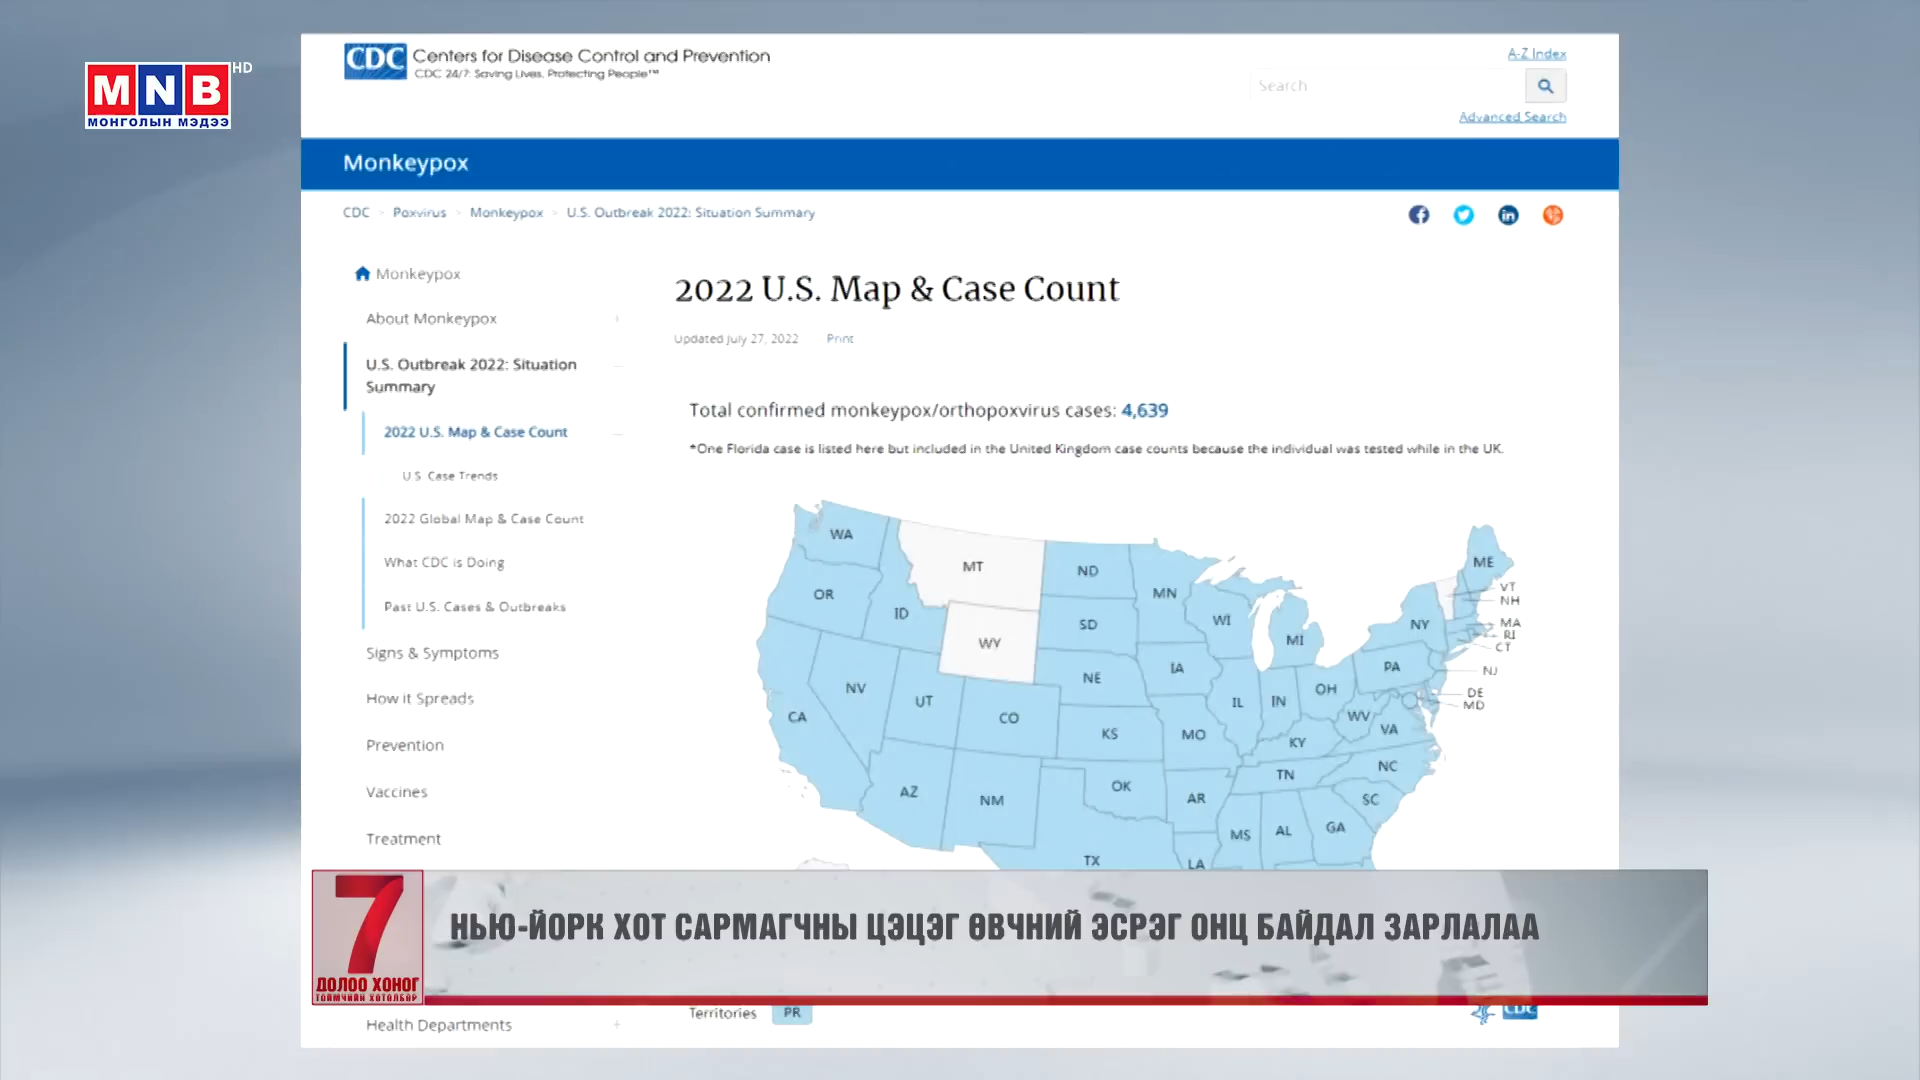 MNB HD
МОНГОЛЫН МЭДЭЭ
CDC Centers for Disease Control and Prevention
CDC 24/7: Saving Lives, Protecting People™
A-Z Index
Search
Advanced Search
Monkeypox
CDC > Poxvirus > Monkeypox > U.S. Outbreak 2022: Situation Summary
Monkeypox
About Monkeypox +
U.S. Outbreak 2022: Situation
Summary
2022 U.S. Map & Case Count
U.S. Case Trends
2022 Global Map & Case Count
What CDC is Doing
Past U.S. Cases & Outbreaks
Signs & Symptoms
How it Spreads
Prevention
Vaccines
Treatment
Health Departments +
2022 U.S. Map & Case Count
Updated July 27, 2022 Print
Total confirmed monkeypox/orthopoxvirus cases: 4,639
*One Florida case is listed here but included in the United Kingdom case counts because the individual was tested while in the UK.
WA
MT
ND
MN
ME
VT
NH
OR
ID
SD
WI
MI
NY
MA
RI
CT
WY
NE
IA
PA
NJ
NV
UT
CO
IL
IN
OH
DE
MD
CA
KS
MO
WV
VA
KY
AZ
NM
OK
AR
TN
NC
SC
MS
AL
GA
TX
LA
Territories PR
CDC
7
ДОЛОО ХОНОГ
ТОЙМЧИЙН ХӨТӨЛБӨР
НЬЮ-ЙОРК ХОТ САРМАГЧНЫ ЦЭЦЭГ ӨВЧНИЙ ЭСРЭГ ОНЦ БАЙДАЛ ЗАРЛАЛАА